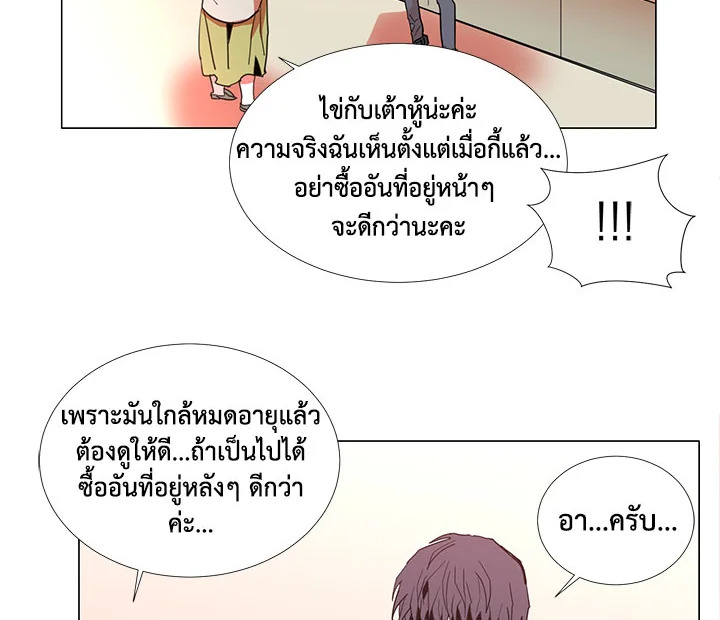 ไข่กับเต้าหู้น่ะค่ะ
ความจริงฉันเห็นตั้งแต่เมื่อกี้แล้ว...
อย่าซื้ออันที่อยู่หน้าๆ
จะดีกว่านะคะ
!!!
เพราะมันใกล้หมดอายุแล้ว
ต้องดูให้ดี...ถ้าเป็นไปได้
ซื้ออันที่อยู่หลังๆ ดีกว่า
ค่ะ...
อา...ครับ...